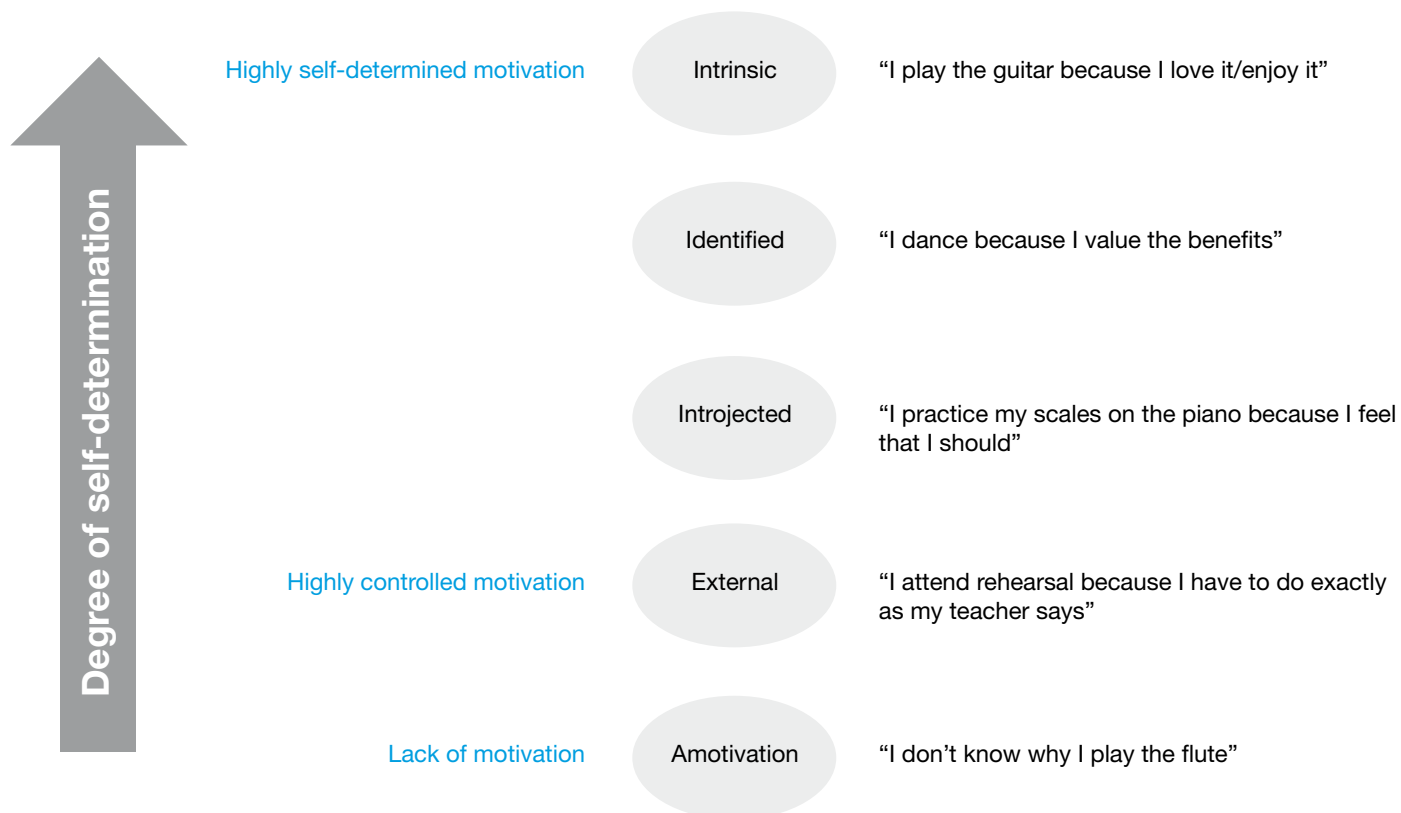 Degree of self-determination
Highly self-determined motivation
Intrinsic
“I play the guitar because I love it/enjoy it”
Identified
“I dance because I value the benefits”
Introjected
“I practice my scales on the piano because I feel
that I should”
Highly controlled motivation
External
“I attend rehearsal because I have to do exactly
as my teacher says”
Lack of motivation
Amotivation
“I don’t know why I play the flute”